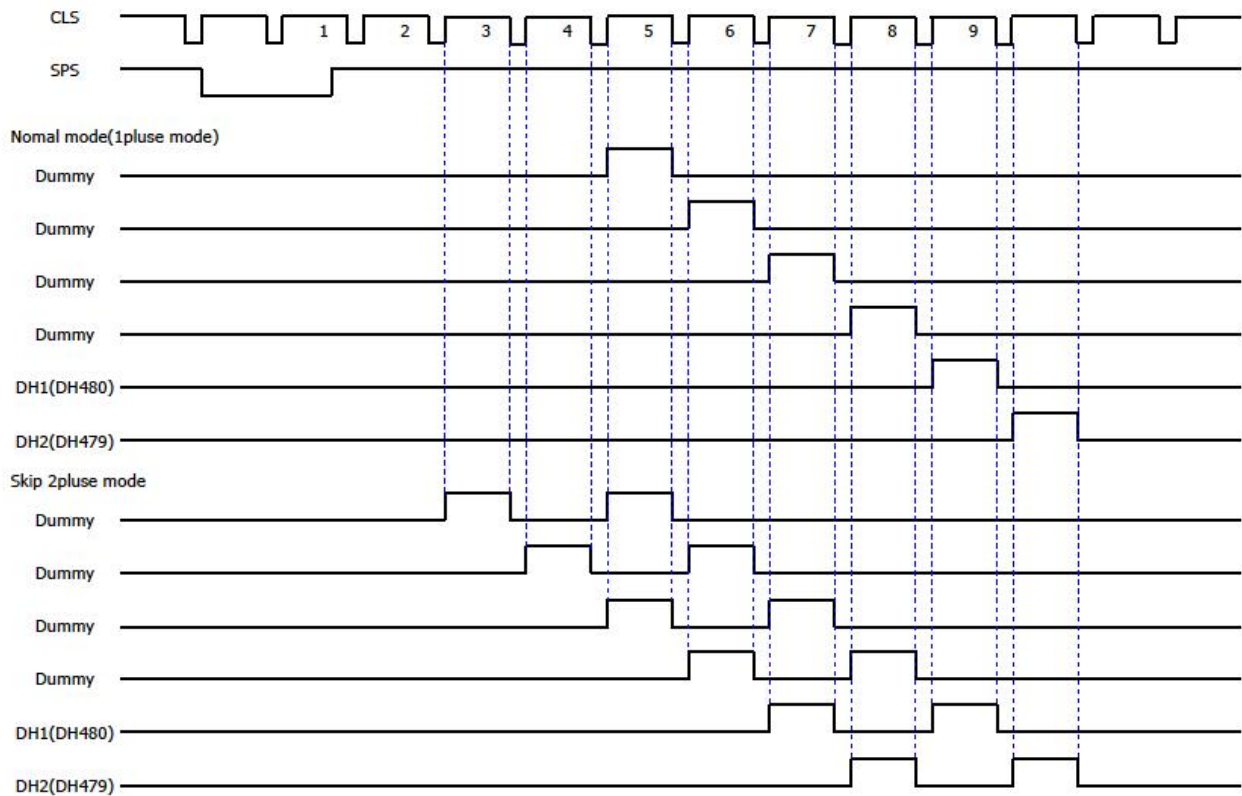 CLS
1 2 3 4 5 6 7 8 9
SPS
Nomal mode(1pluse mode)
Dummy
Dummy
Dummy
Dummy
DH1(DH480)
DH2(DH479)
Skip 2pluse mode
Dummy
Dummy
Dummy
Dummy
DH1(DH480)
DH2(DH479)